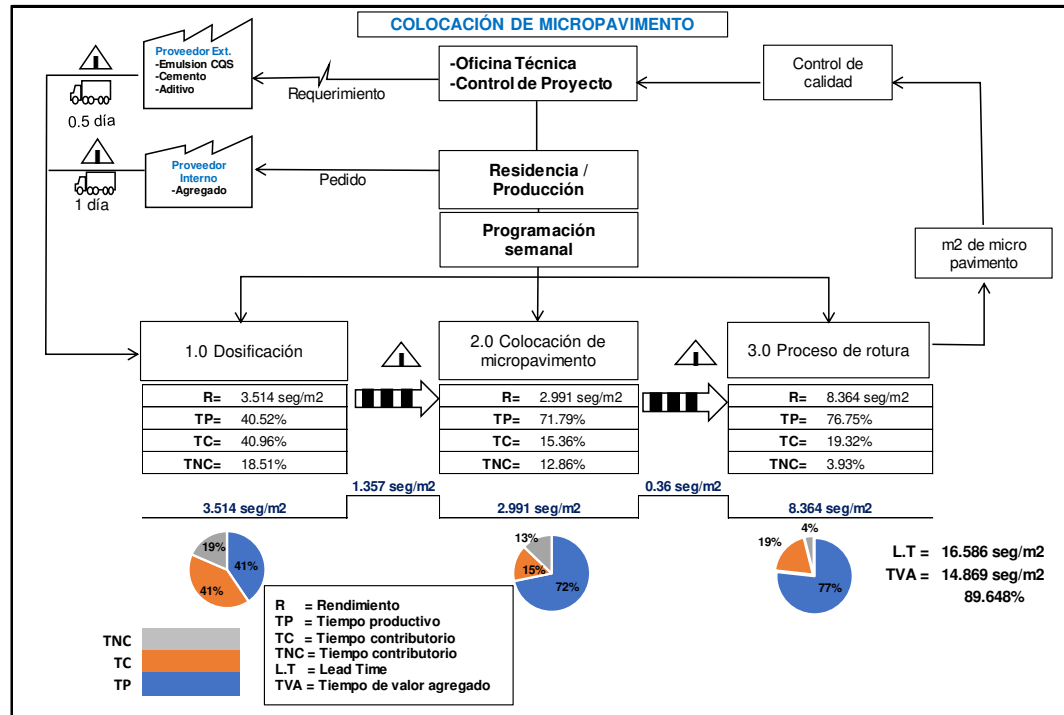 COLOCACIÓN DE MICROPAVIMENTO
Proveedor Ext.
-Emulsion CQS
-Cemento
-Aditivo
I
0.5 día
Requerimiento
-Oficina Técnica
-Control de Proyecto
Control de
calidad
I
1 día
Proveedor
Interno
-Agregado
Pedido
Residencia /
Producción
Programación
semanal
m2 de micro
pavimento
1.0 Dosificación
I
2.0 Colocación de
micropavimento
I
3.0 Proceso de rotura
R= 3.514 seg/m2
TP= 40.52%
TC= 40.96%
TNC= 18.51%
R= 2.991 seg/m2
TP= 71.79%
TC= 15.36%
TNC= 12.86%
R= 8.364 seg/m2
TP= 76.75%
TC= 19.32%
TNC= 3.93%
3.514 seg/m2
1.357 seg/m2
2.991 seg/m2
0.36 seg/m2
8.364 seg/m2
19%
41%
41%
13%
15%
72%
4%
19%
77%
L.T = 16.586 seg/m2
TVA = 14.869 seg/m2
89.648%
TNC
TC
TP
R = Rendimiento
TP = Tiempo productivo
TC = Tiempo contributorio
TNC = Tiempo contributorio
L.T = Lead Time
TVA = Tiempo de valor agregado